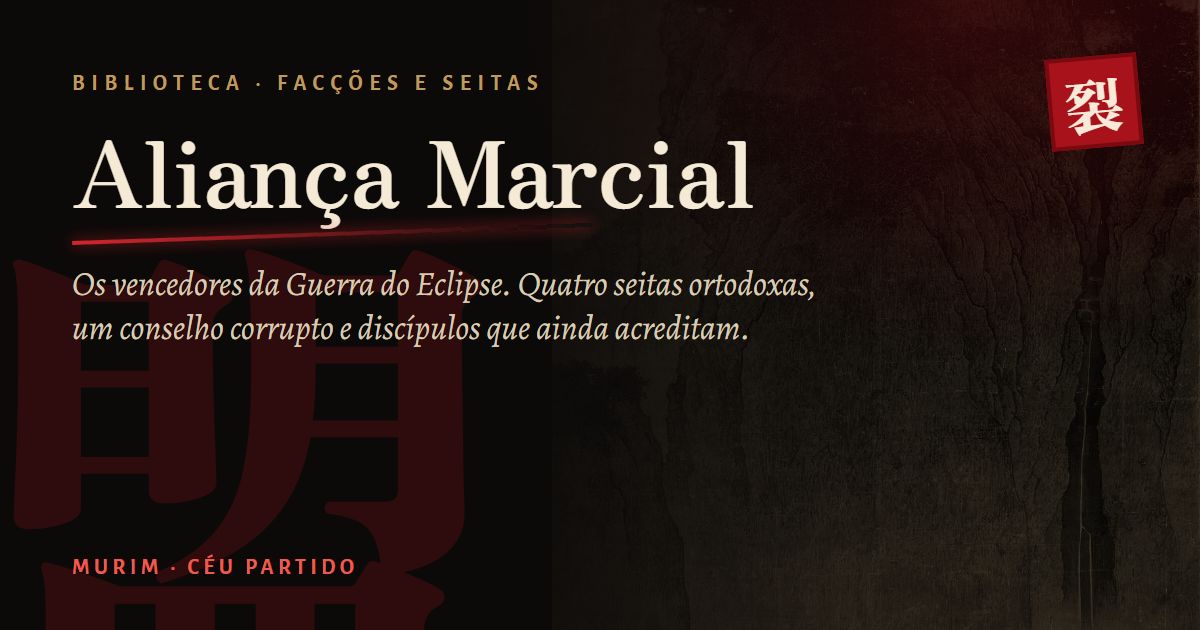 BIBLIOTECA · FACÇÕES E SEITAS
裂
Aliança Marcial
Os vencedores da Guerra do Eclipse. Quatro seitas ortodoxas,
um conselho corrupto e discípulos que ainda acreditam.
明
MURIM · CÉU PARTIDO